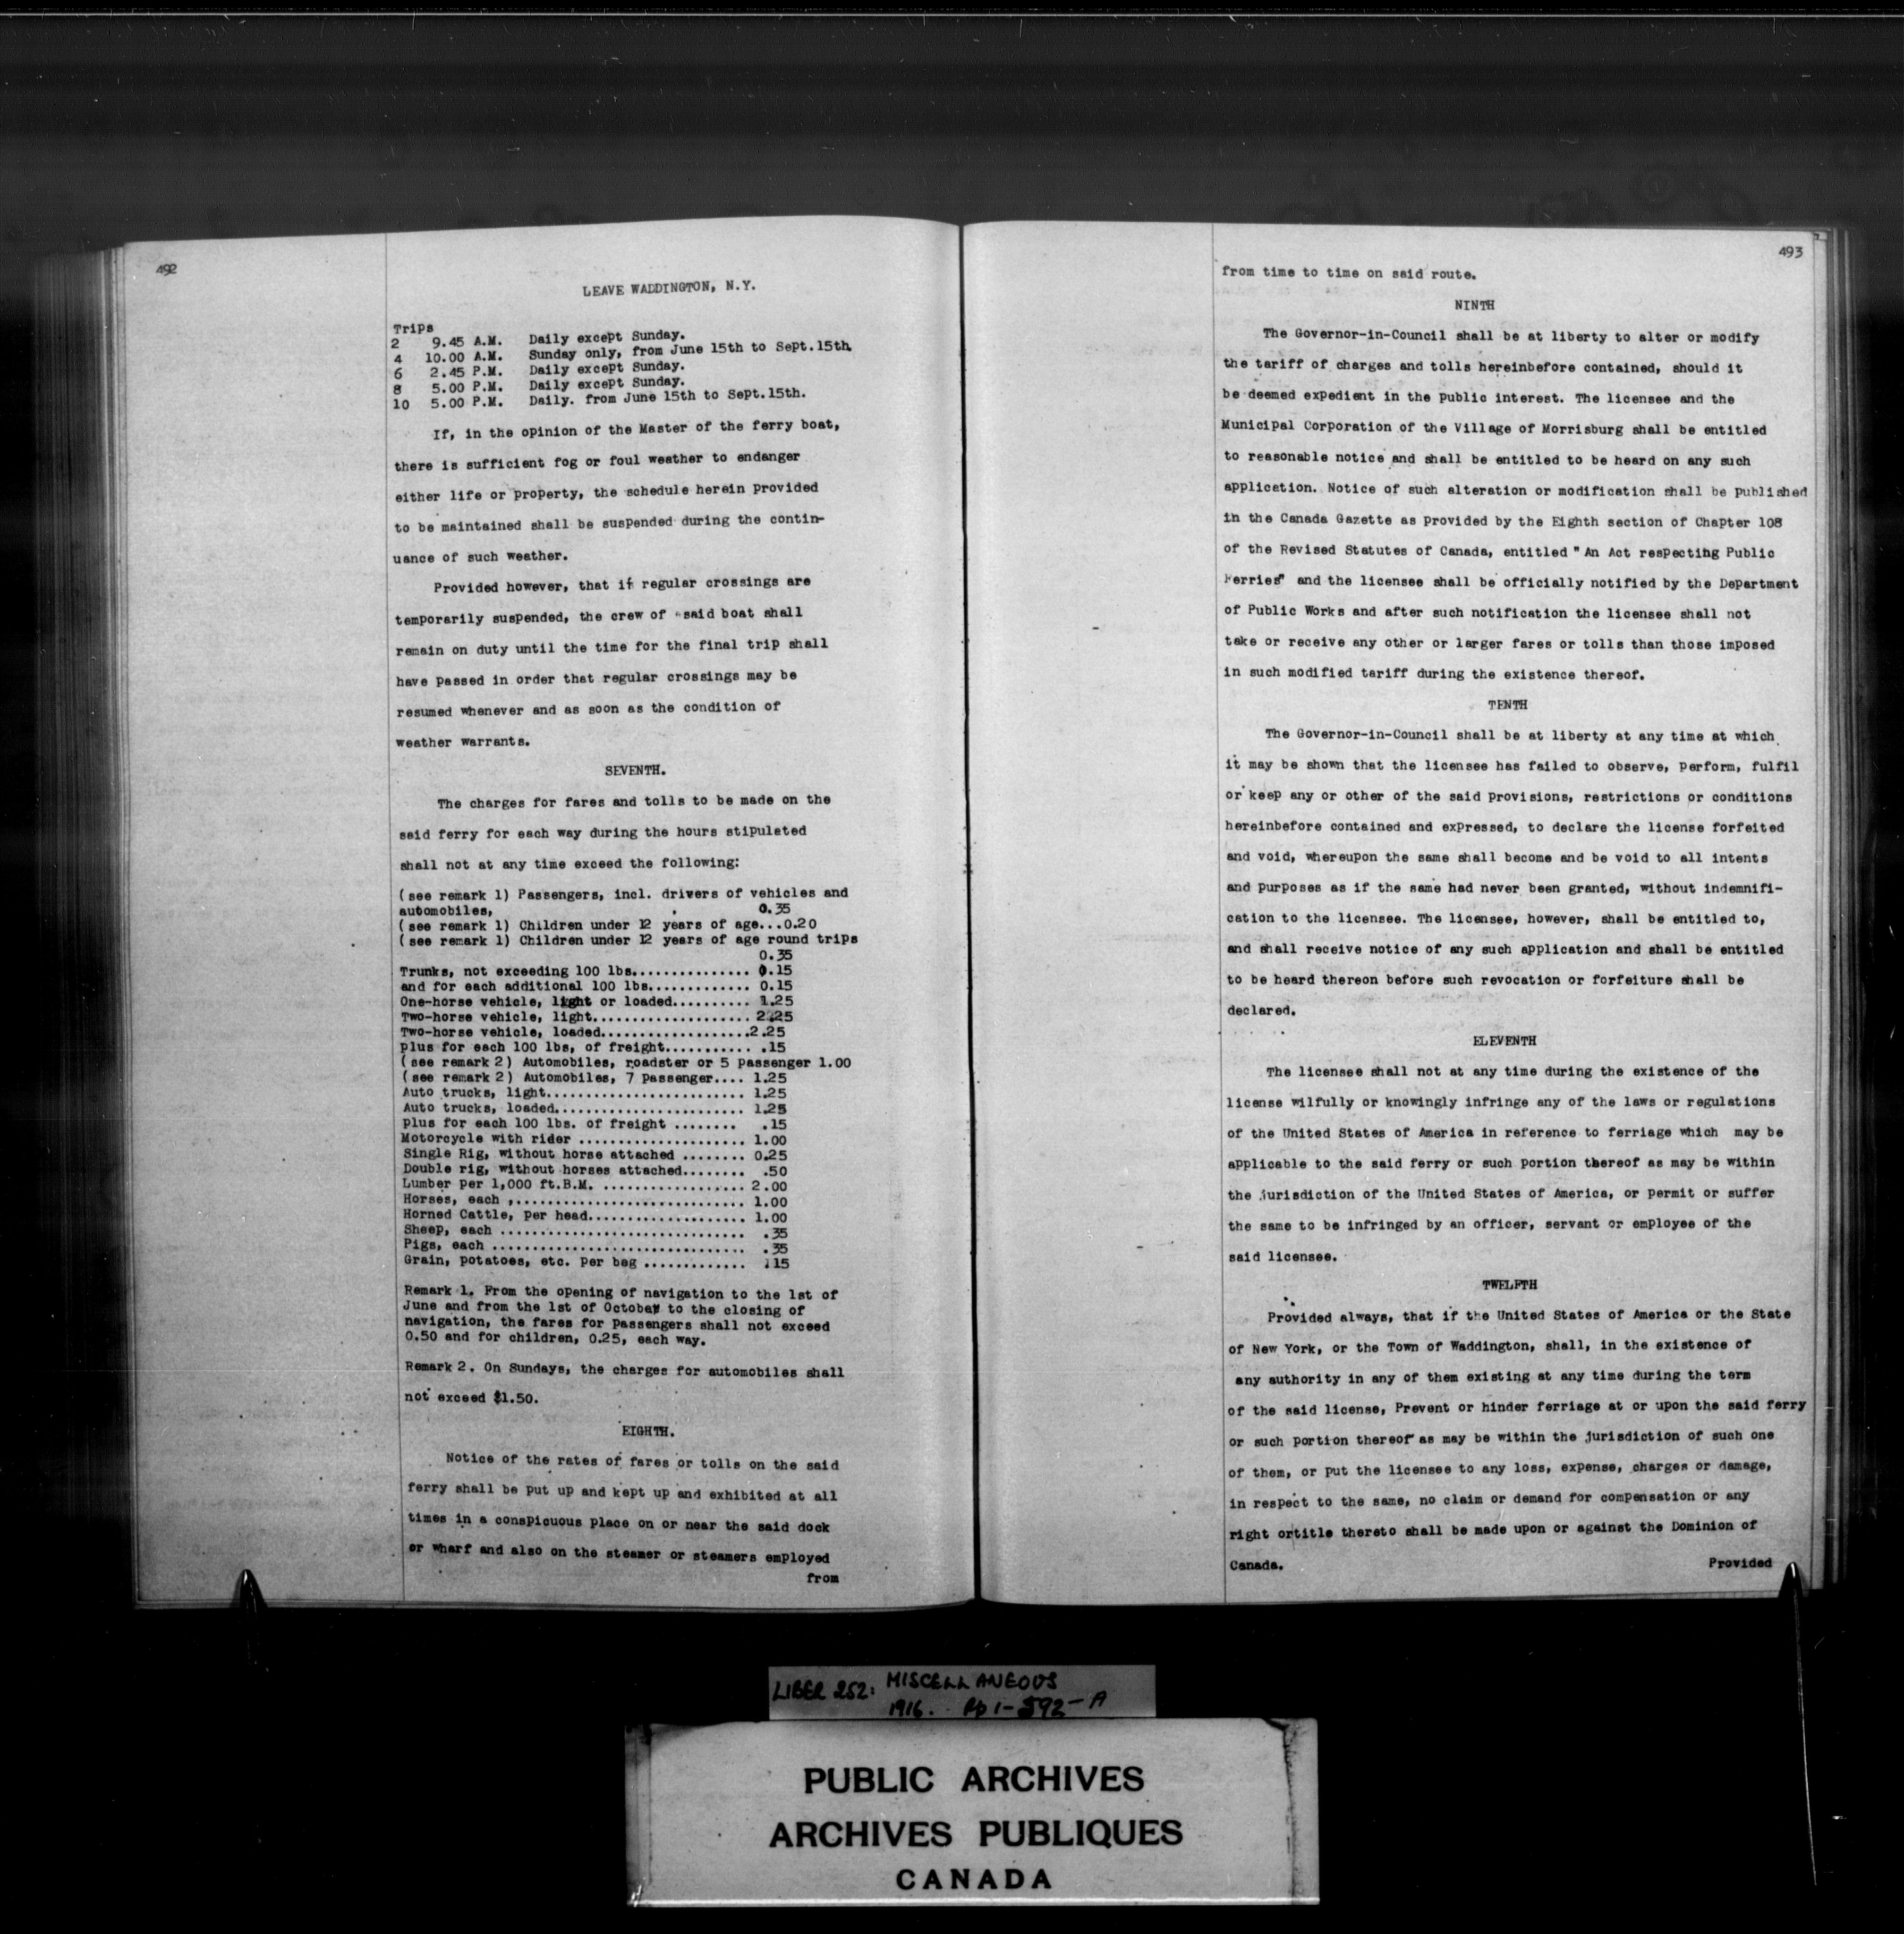 492
LEAVE WADDINGTON, N.Y.
Trips
2 9.45 A.M. Daily except Sunday.
4 10.00 A.M. Sunday only, from June 15th to Sept.15th.
6 2.45 P.M. Daily except Sunday.
8 5.00 P.M. Daily except Sunday.
10 5.00 P.M. Daily. from June 15th to Sept.15th.
If, in the opinion of the Master of the ferry boat,
there is sufficient fog or foul weather to endanger
either life or property, the schedule herein provided
to be maintained shall be suspended during the contin-
uance of such weather.
Provided however, that if regular crossings are
temporarily suspended, the crew of said boat shall
remain on duty until the time for the final trip shall
have passed in order that regular crossings may be
resumed whenever and as soon as the condition of
weather warrants.
SEVENTH.
The charges for fares and tolls to be made on the
said ferry for each way during the hours stipulated
shall not at any time exceed the following:
(see remark 1) Passengers, incl. drivers of vehicles and
automobiles, 0.35
(see remark 1) Children under 12 years of age...0.20
(see remark 1) Children under 12 years of age round trips
0.35
Trunks, not exceeding 100 lbs............... 0.15
and for each additional 100 lbs............. 0.15
One-horse vehicle, light or loaded.......... 1.25
Two-horse vehicle, light.................... 2.25
Two-horse vehicle, loaded...................2.25
plus for each 100 lbs, of freight........... .15
(see remark 2) Automobiles, roadster or 5 passenger 1.00
(see remark 2) Automobiles, 7 passenger.... 1.25
Auto trucks, light......................... 1.25
Auto trucks, loaded........................ 1.25
plus for each 100 lbs. of freight ........ .15
Motorcycle with rider ..................... 1.00
Single Rig, without horse attached ........ 0.25
Double rig, without horses attached........ .50
Lumber per 1,000 ft.B.M. .................. 2.00
Horses, each ,............................. 1.00
Horned Cattle, per head.................... 1.00
Sheep, each ............................... .35
Pigs, each ................................ .35
Grain, potatoes, etc. per bag ............. .15
Remark 1. From the opening of navigation to the 1st of
June and from the 1st of October to the closing of
navigation, the fares for passengers shall not exceed
0.50 and for children, 0.25, each way.
Remark 2. On Sundays, the charges for automobiles shall
not exceed $1.50.
EIGHTH.
Notice of the rates of fares or tolls on the said
ferry shall be put up and kept up and exhibited at all
times in a conspicuous place on or near the said dock
or wharf and also on the steamer or steamers employed
from
493
from time to time on said route.
NINTH
The Governor-in-Council shall be at liberty to alter or modify
the tariff of charges and tolls hereinbefore contained, should it
be deemed expedient in the public interest. The licensee and the
Municipal Corporation of the Village of Morrisburg shall be entitled
to reasonable notice and shall be entitled to be heard on any such
application. Notice of such alteration or modification shall be published
in the Canada Gazette as provided by the Eighth section of Chapter 108
of the Revised Statutes of Canada, entitled "An Act respecting Public
Ferries" and the licensee shall be officially notified by the Department
of Public Works and after such notification the licensee shall not
take or receive any other or larger fares or tolls than those imposed
in such modified tariff during the existence thereof.
TENTH
The Governor-in-Council shall be at liberty at any time at which
it may be shown that the licensee has failed to observe, perform, fulfil
or keep any or other of the said provisions, restrictions or conditions
hereinbefore contained and expressed, to declare the license forfeited
and void, whereupon the same shall become and be void to all intents
and purposes as if the same had never been granted, without indemnifi-
cation to the licensee. The licensee, however, shall be entitled to,
and shall receive notice of any such application and shall be entitled
to be heard thereon before such revocation or forfeiture shall be
declared.
ELEVENTH
The licensee shall not at any time during the existence of the
license wilfully or knowingly infringe any of the laws or regulations
of the United States of America in reference to ferriage which may be
applicable to the said ferry or such portion thereof as may be within
the jurisdiction of the United States of America, or permit or suffer
the same to be infringed by an officer, servant or employee of the
said licensee.
TWELFTH
Provided always, that if the United States of America or the State
of New York, or the Town of Waddington, shall, in the existence of
any authority in any of them existing at any time during the term
of the said license, prevent or hinder ferriage at or upon the said ferry
or such portion thereof as may be within the jurisdiction of such one
of them, or put the licensee to any loss, expense, charges or damage,
in respect to the same, no claim or demand for compensation or any
right ortitle thereto shall be made upon or against the Dominion of
Canada. Provided
LIBER 252: MISCELLANEOUS
1916. Pp 1-592-A
PUBLIC ARCHIVES
ARCHIVES PUBLIQUES
CANADA